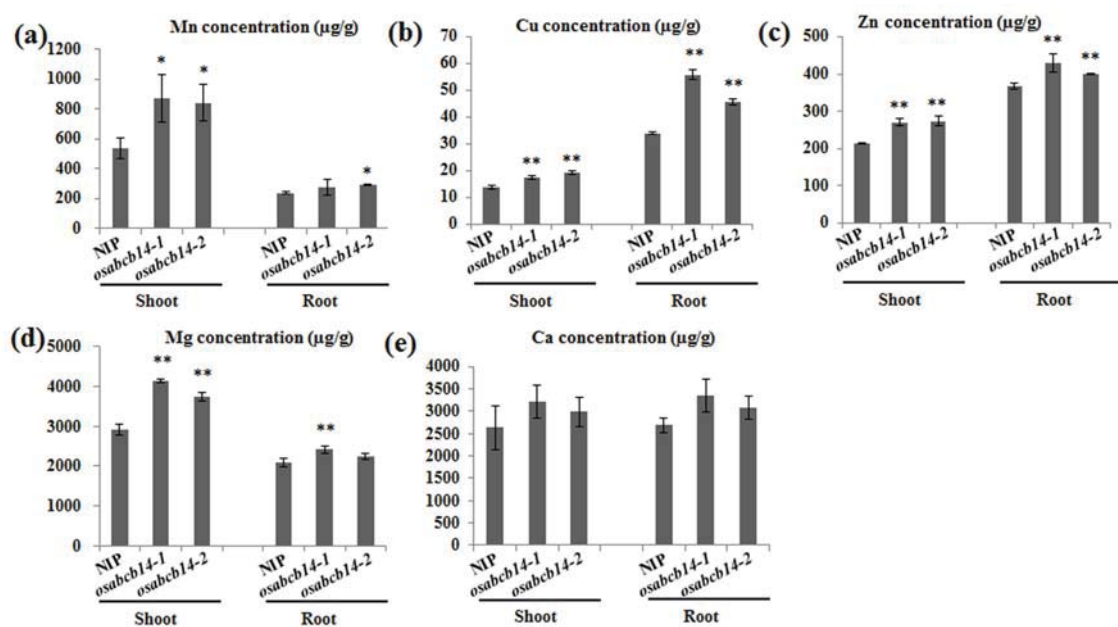 (a) Mn concentration (µg/g)
1200
1000
800
600
400
200
0
* * *
NIP osabcb14-1 osabcb14-2 NIP osabcb14-1 osabcb14-2
Shoot Root
(b) Cu concentration (µg/g)
70
60
50
40
30
20
10
0
** ** ** **
NIP osabcb14-1 osabcb14-2 NIP osabcb14-1 osabcb14-2
Shoot Root
(c) Zn concentration (µg/g)
500
400
300
200
100
0
** ** ** **
NIP osabcb14-1 osabcb14-2 NIP osabcb14-1 osabcb14-2
Shoot Root
(d) Mg concentration (µg/g)
5000
4000
3000
2000
1000
0
** ** **
NIP osabcb14-1 osabcb14-2 NIP osabcb14-1 osabcb14-2
Shoot Root
(e) Ca concentration (µg/g)
4000
3500
3000
2500
2000
1500
1000
500
0
NIP osabcb14-1 osabcb14-2 NIP osabcb14-1 osabcb14-2
Shoot Root